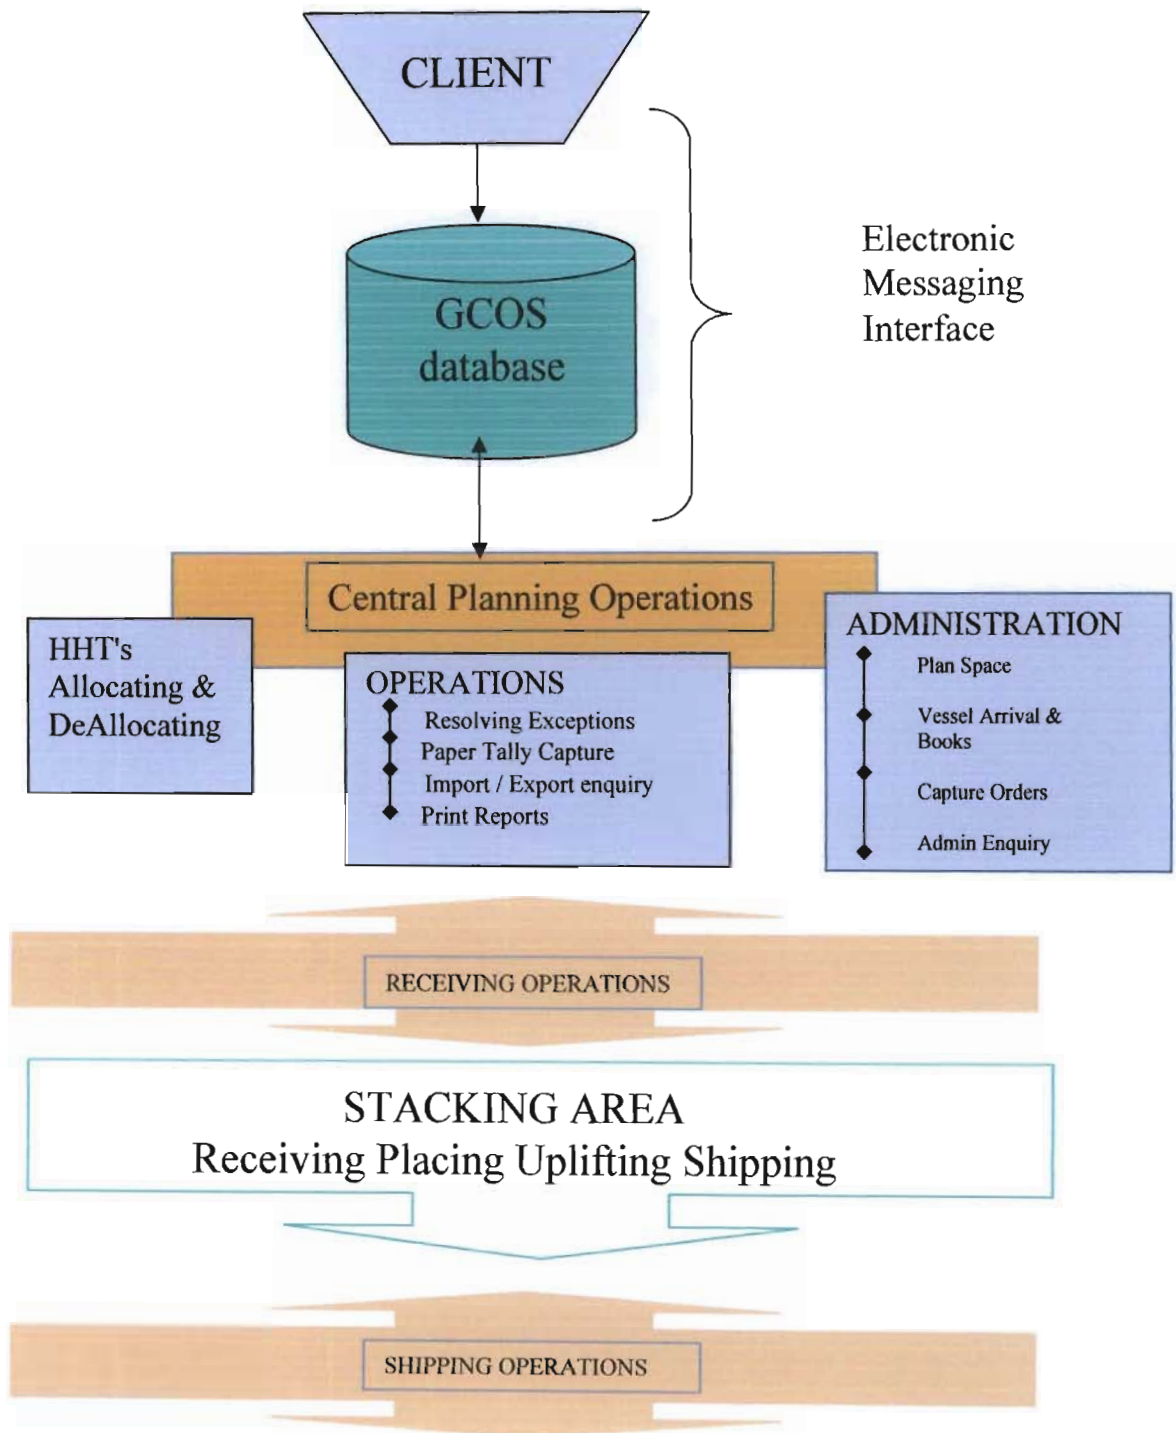 CLIENT
GCOS
database
Electronic
Messaging
Interface
Central Planning Operations
HHT's
Allocating &
DeAllocating
OPERATIONS
Resolving Exceptions
Paper Tally Capture
Import / Export enquiry
Print Reports
ADMINISTRATION
Plan Space
Vessel Arrival &
Books
Capture Orders
Admin Enquiry
RECEIVING OPERATIONS
STACKING AREA
Receiving Placing Uplifting Shipping
SHIPPING OPERATIONS